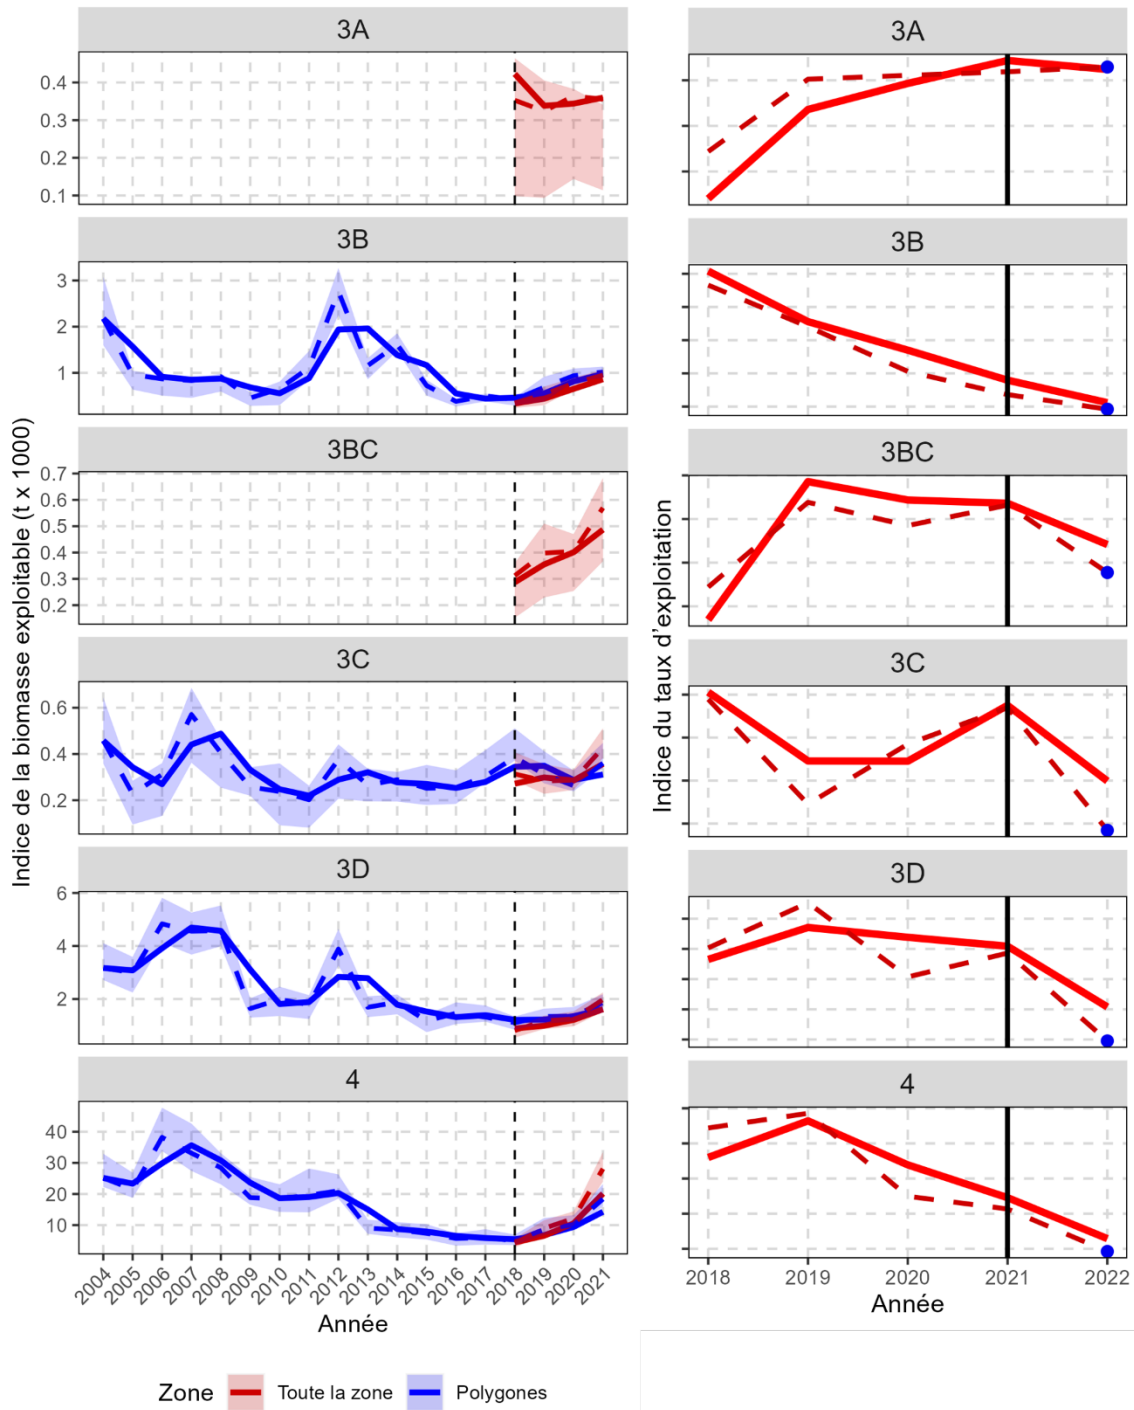 3A
0.4
0.3
0.2
0.1
3B
3
2
1
3BC
0.7
0.6
0.5
0.4
0.3
0.2
3C
0.6
0.4
0.2
3D
6
4
2
4
40
30
20
10
2004 2005 2006 2007 2008 2009 2010 2011 2012 2013 2014 2015 2016 2017 2018 2019 2020 2021
Année
Indice de la biomasse exploitable (t x 1000)
3A
3B
3BC
3C
3D
4
2018 2019 2020 2021 2022
Année
Indice du taux d'exploitation
Zone Toute la zone Polygones